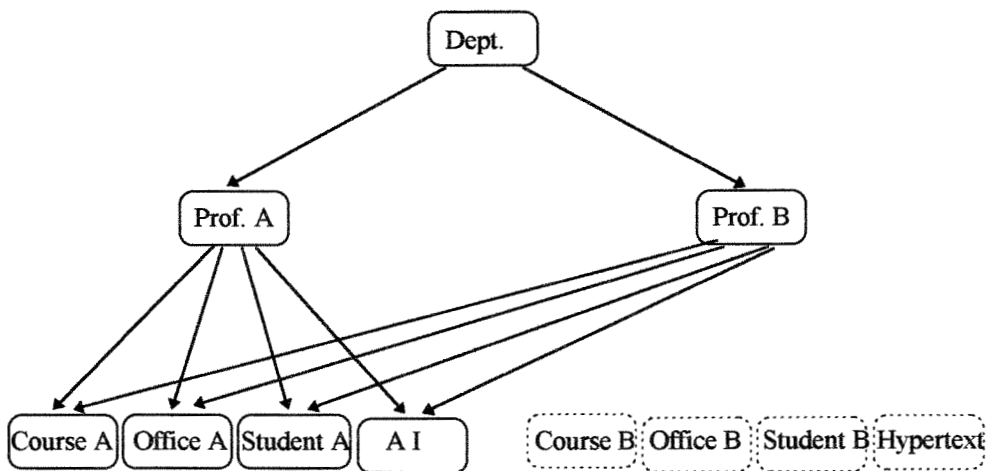 Dept.
Prof. A
Prof. B
Course A
Office A
Student A
A I
Course B
Office B
Student B
Hypertext